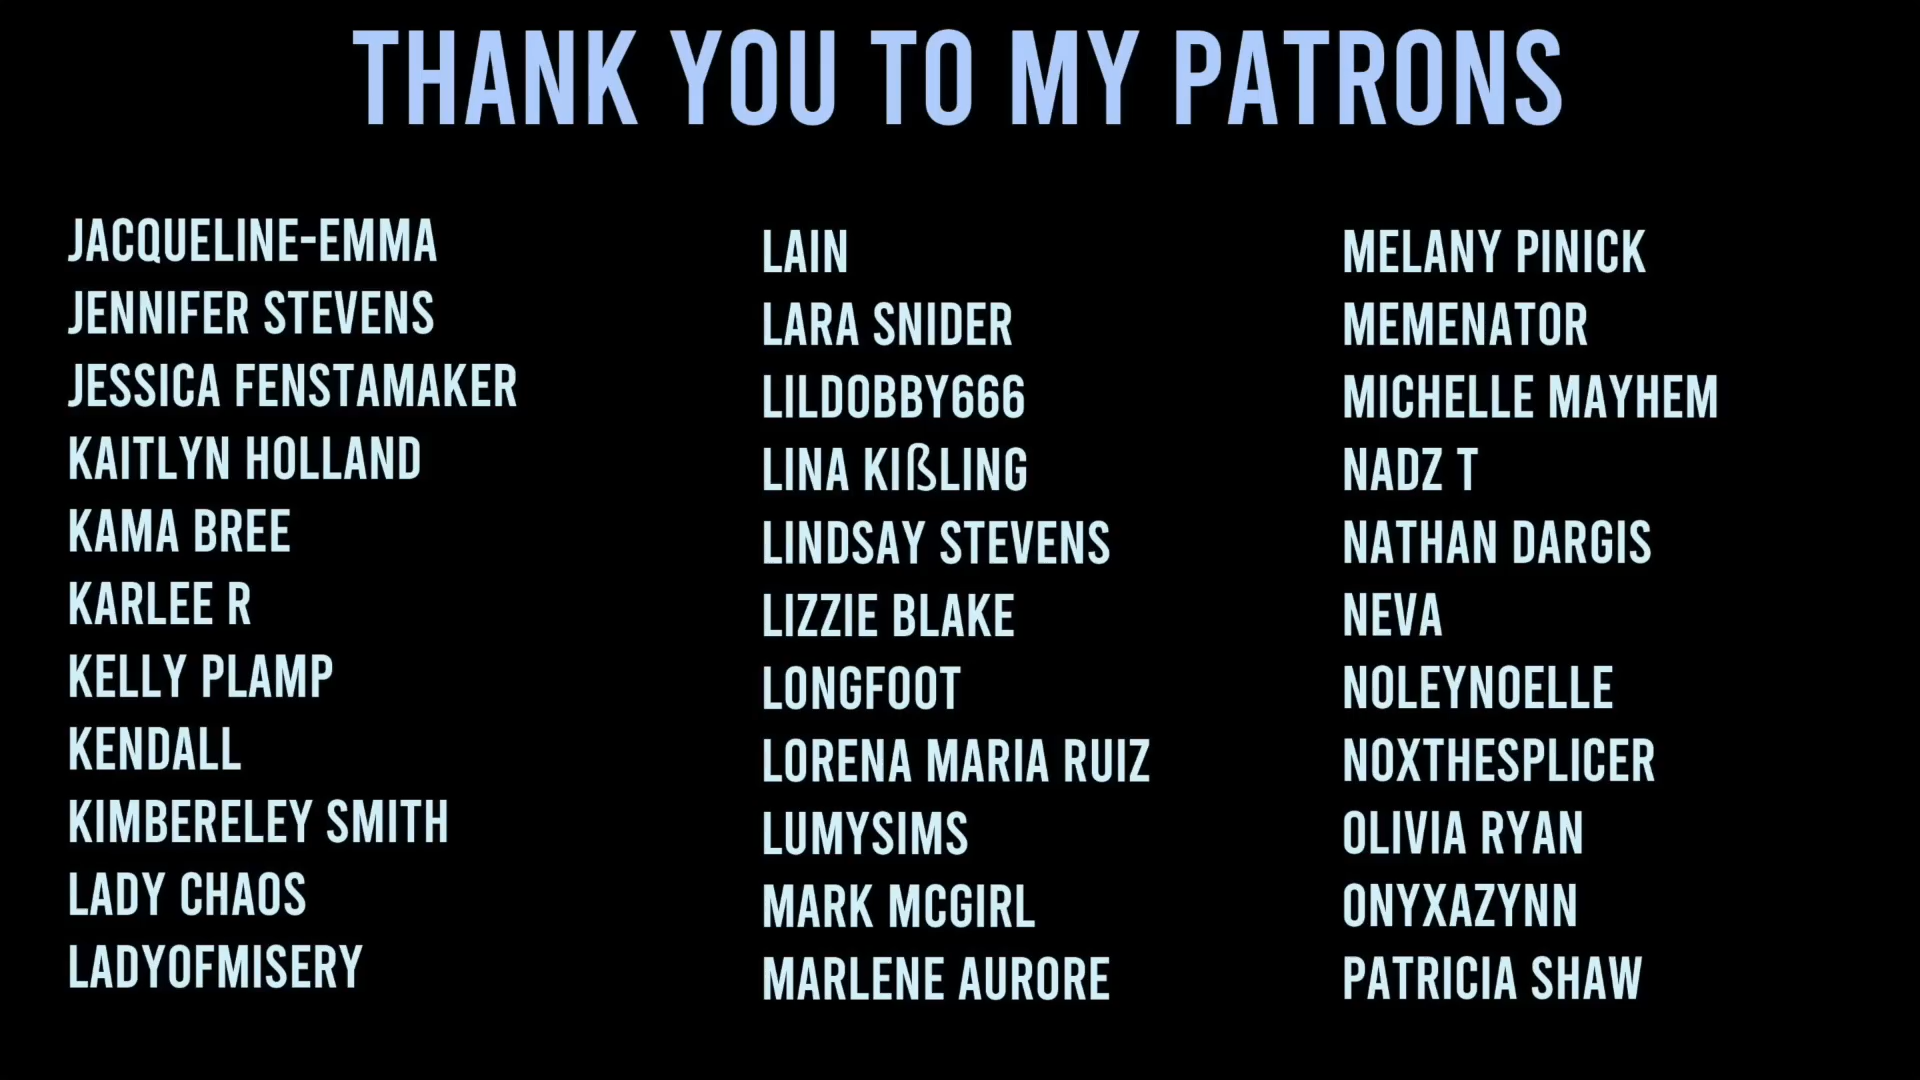 THANK YOU TO MY PATRONS
JACQUELINE-EMMA
JENNIFER STEVENS
JESSICA FENSTAMAKER
KAITLYN HOLLAND
KAMA BREE
KARLEE R
KELLY PLAMP
KENDALL
KIMBERELEY SMITH
LADY CHAOS
LADYOFMISERY
LAIN
LARA SNIDER
LILDOBBY666
LINA KIßLING
LINDSAY STEVENS
LIZZIE BLAKE
LONGFOOT
LORENA MARIA RUIZ
LUMYSIMS
MARK MCGIRL
MARLENE AURORE
MELANY PINICK
MEMENATOR
MICHELLE MAYHEM
NADZ T
NATHAN DARGIS
NEVA
NOLEYNOELLE
NOXTHESPLICER
OLIVIA RYAN
ONYXAZYNN
PATRICIA SHAW